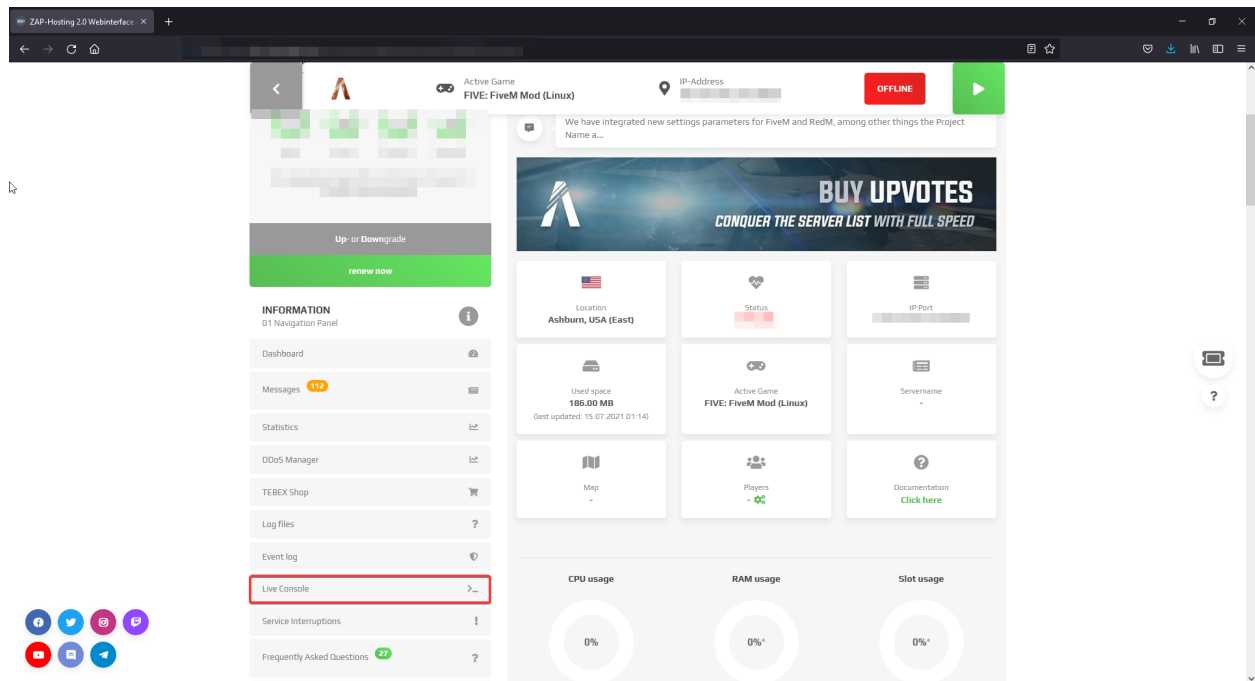 ZAP-Hosting 2.0 Webinterface
Active Game
FIVE: FiveM Mod (Linux)
IP-Address
OFFLINE
We have integrated new settings parameters for FiveM and RedM, among other things the Project
Name a...
BUY UPVOTES
CONQUER THE SERVER LIST WITH FULL SPEED
Up- or Downgrade
renew now
INFORMATION
01 Navigation Panel
Dashboard
Messages 112
Statistics
DDoS Manager
TEBEX Shop
Log files
Event log
Live Console
Service Interruptions
Frequently Asked Questions 27
Location
Ashburn, USA (East)
Status
IP:Port
Used space
186.00 MB
(last updated: 15.07.2021 01:14)
Active Game
FIVE: FiveM Mod (Linux)
Servername
-
Map
-
Players
-
Documentation
Click here
CPU usage
RAM usage
Slot usage
0%
0%*
0%*